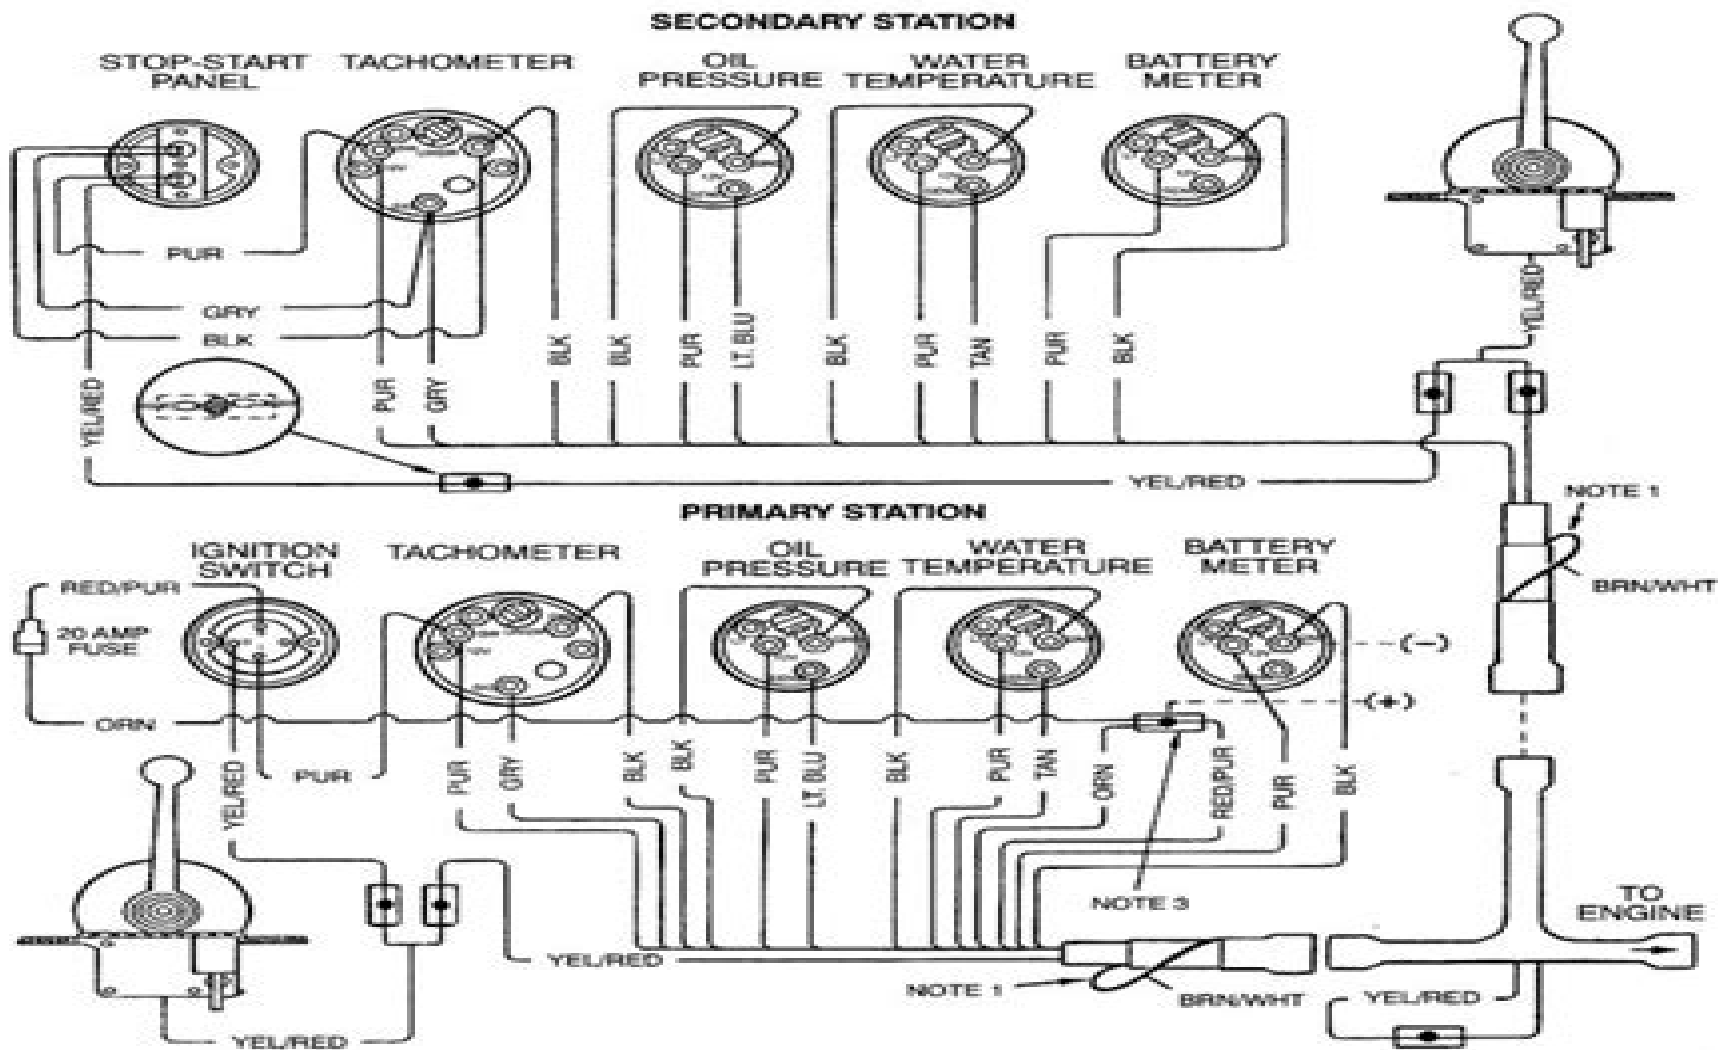 SECONDARY STATION
STOP-START
PANEL
TACHOMETER
OIL
PRESSURE
WATER
TEMPERATURE
BATTERY
METER
PUR
GRY
BLK
YEL/RED
PUR
GRY
BLK
BLK
PUR
LT. BLU
BLK
PUR
TAN
PUR
BLK
YEL/RED
YEL/RED
NOTE 1
BRN/WHT
PRIMARY STATION
IGNITION
SWITCH
TACHOMETER
OIL
PRESSURE
WATER
TEMPERATURE
BATTERY
METER
RED/PUR
20 AMP
FUSE
ORN
(-)
(+)
YEL/RED
PUR
PUR
GRY
BLK
BLK
PUR
LT. BLU
BLK
PUR
TAN
ORN
RED/PUR
PUR
BLK
NOTE 3
TO
ENGINE
YEL/RED
NOTE 1
BRN/WHT
YEL/RED
YEL/RED